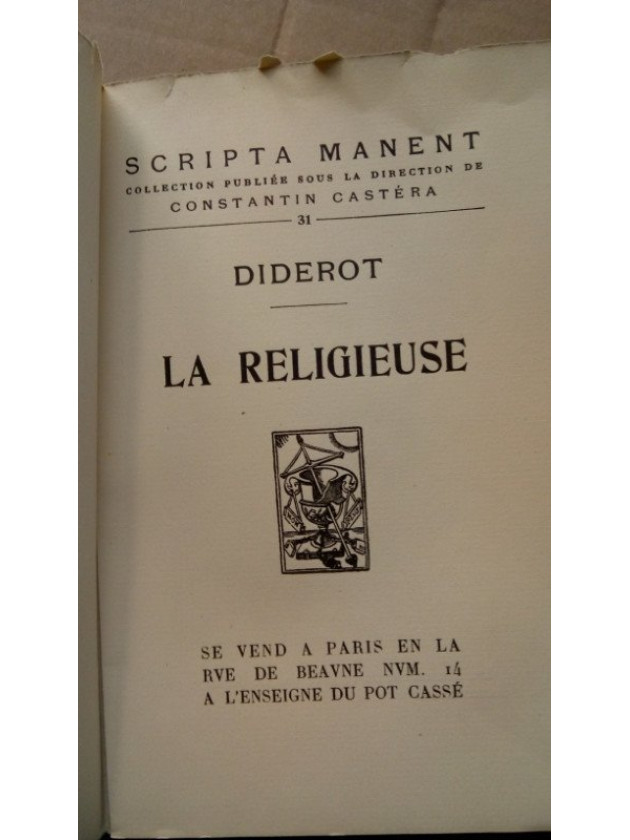 SCRIPTA MANENT
COLLECTION PUBLIÉE SOUS LA DIRECTION DE
CONSTANTIN CASTÉRA
31
DIDEROT
LA RELIGIEUSE
SE VEND A PARIS EN LA
RVE DE BEAVNE NVM. 14
A L'ENSEIGNE DU POT CASSÉ